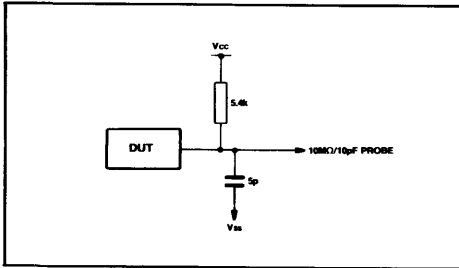 Vcc
5.4k
DUT
10MΩ/10pF PROBE
5p
Vss